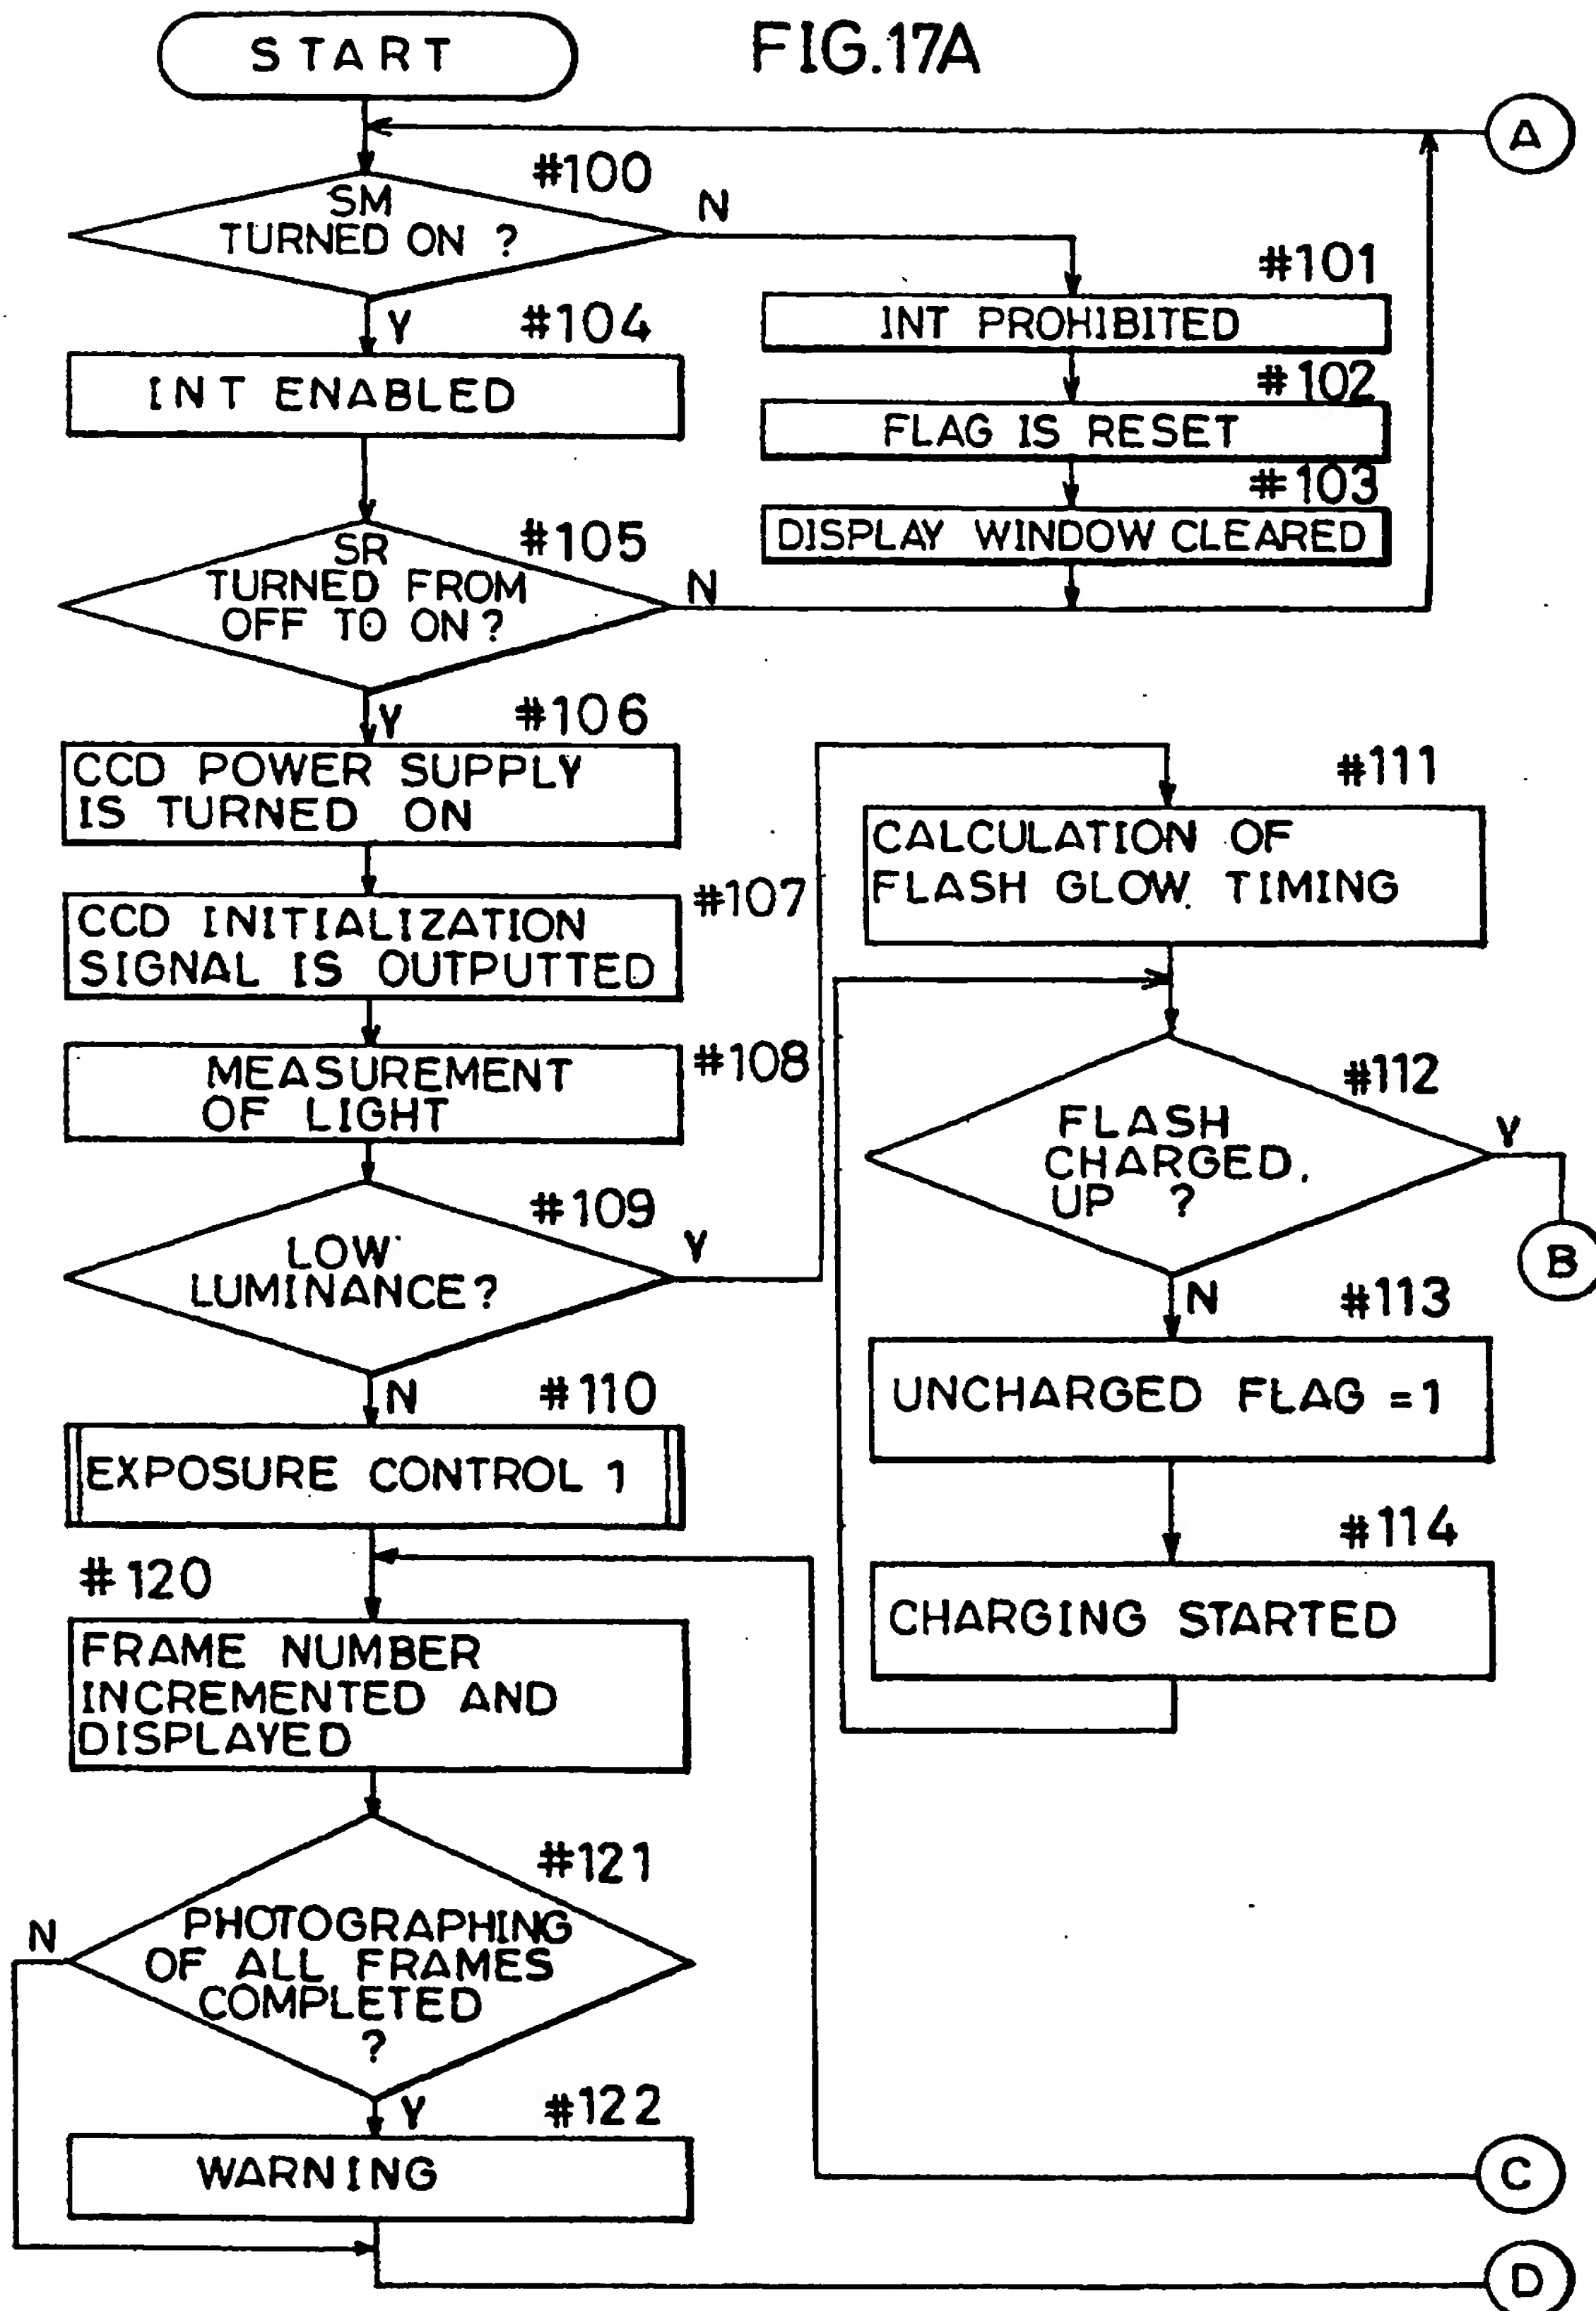 START
FIG.17A
A
#100
SM
TURNED ON ?
N
Y
#101
INT PROHIBITED
#102
FLAG IS RESET
#103
DISPLAY WINDOW CLEARED
#104
INT ENABLED
#105
SR
TURNED FROM
OFF TO ON?
N
Y
#106
CCD POWER SUPPLY
IS TURNED ON
#107
CCD INITIALIZATION
SIGNAL IS OUTPUTTED
#108
MEASUREMENT
OF LIGHT
#109
LOW
LUMINANCE?
Y
N
#110
EXPOSURE CONTROL 1
#111
CALCULATION OF
FLASH GLOW TIMING
#112
FLASH
CHARGED
UP ?
Y
B
N
#113
UNCHARGED FLAG =1
#114
CHARGING STARTED
#120
FRAME NUMBER
INCREMENTED AND
DISPLAYED
#121
PHOTOGRAPHING
OF ALL FRAMES
COMPLETED
?
N
Y
#122
WARNING
C
D